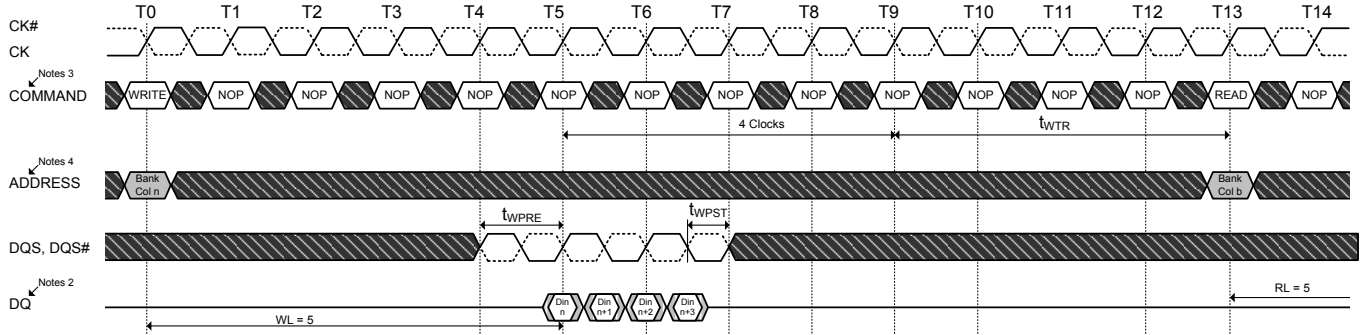 T0 T1 T2 T3 T4 T5 T6 T7 T8 T9 T10 T11 T12 T13 T14
CK#
CK
Notes 3
COMMAND WRITE NOP NOP NOP NOP NOP NOP NOP NOP NOP NOP NOP NOP READ NOP
4 Clocks tWTR
Notes 4
ADDRESS
Bank
Col n
Bank
Col b
tWPRE tWPST
DQS, DQS#
Notes 2
DQ
Din
n
Din
n+1
Din
n+2
Din
n+3
RL = 5
WL = 5